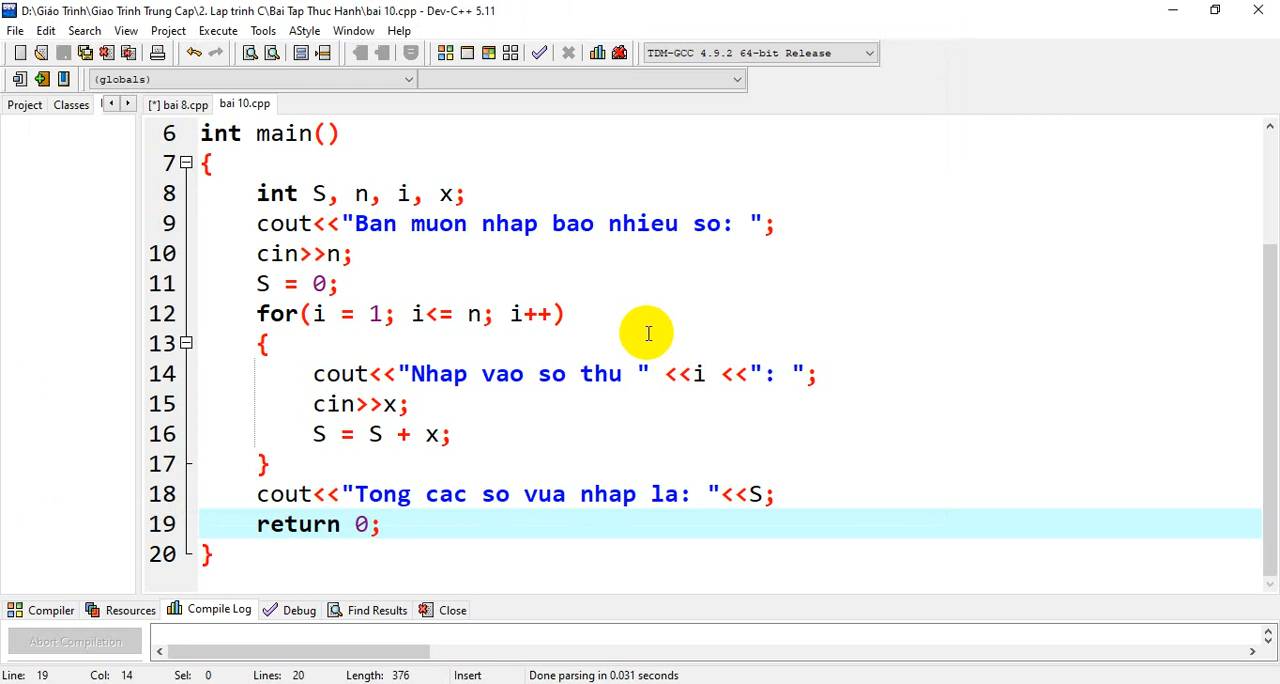 D:\Giáo Trình\Giao Trinh Trung Cap\2. Lap trinh C\Bai Tap Thuc Hanh\bai 10.cpp - Dev-C++ 5.11
File Edit Search View Project Execute Tools AStyle Window Help
TDM-GCC 4.9.2 64-bit Release
(globals)
Project Classes [*] bai 8.cpp bai 10.cpp
6 int main()
7 {
8 int S, n, i, x;
9 cout<<"Ban muon nhap bao nhieu so: ";
10 cin>>n;
11 S = 0;
12 for(i = 1; i<= n; i++)
13 {
14 cout<<"Nhap vao so thu " <<i <<": ";
15 cin>>x;
16 S = S + x;
17 }
18 cout<<"Tong cac so vua nhap la: "<<S;
19 return 0;
20 }
Compiler Resources Compile Log Debug Find Results Close
Abort Compilation
Line: 19 Col: 14 Sel: 0 Lines: 20 Length: 376 Insert Done parsing in 0.031 seconds